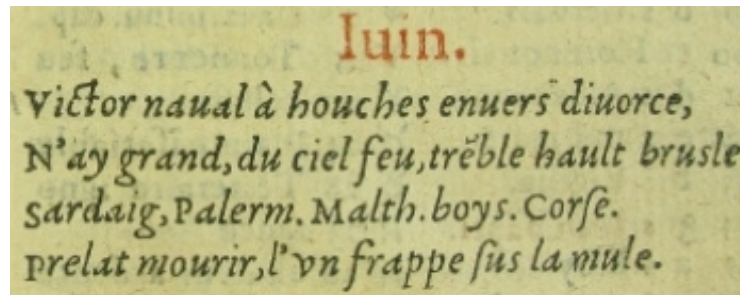 Iuin.
Victor naual à houches enuers diuorce,
N'ay grand, du ciel feu, trẽble hault brusle
Sardaig, Palerm. Malth. boys. Corſe.
Prelat mourir, l'vn frappe ſus la mule.